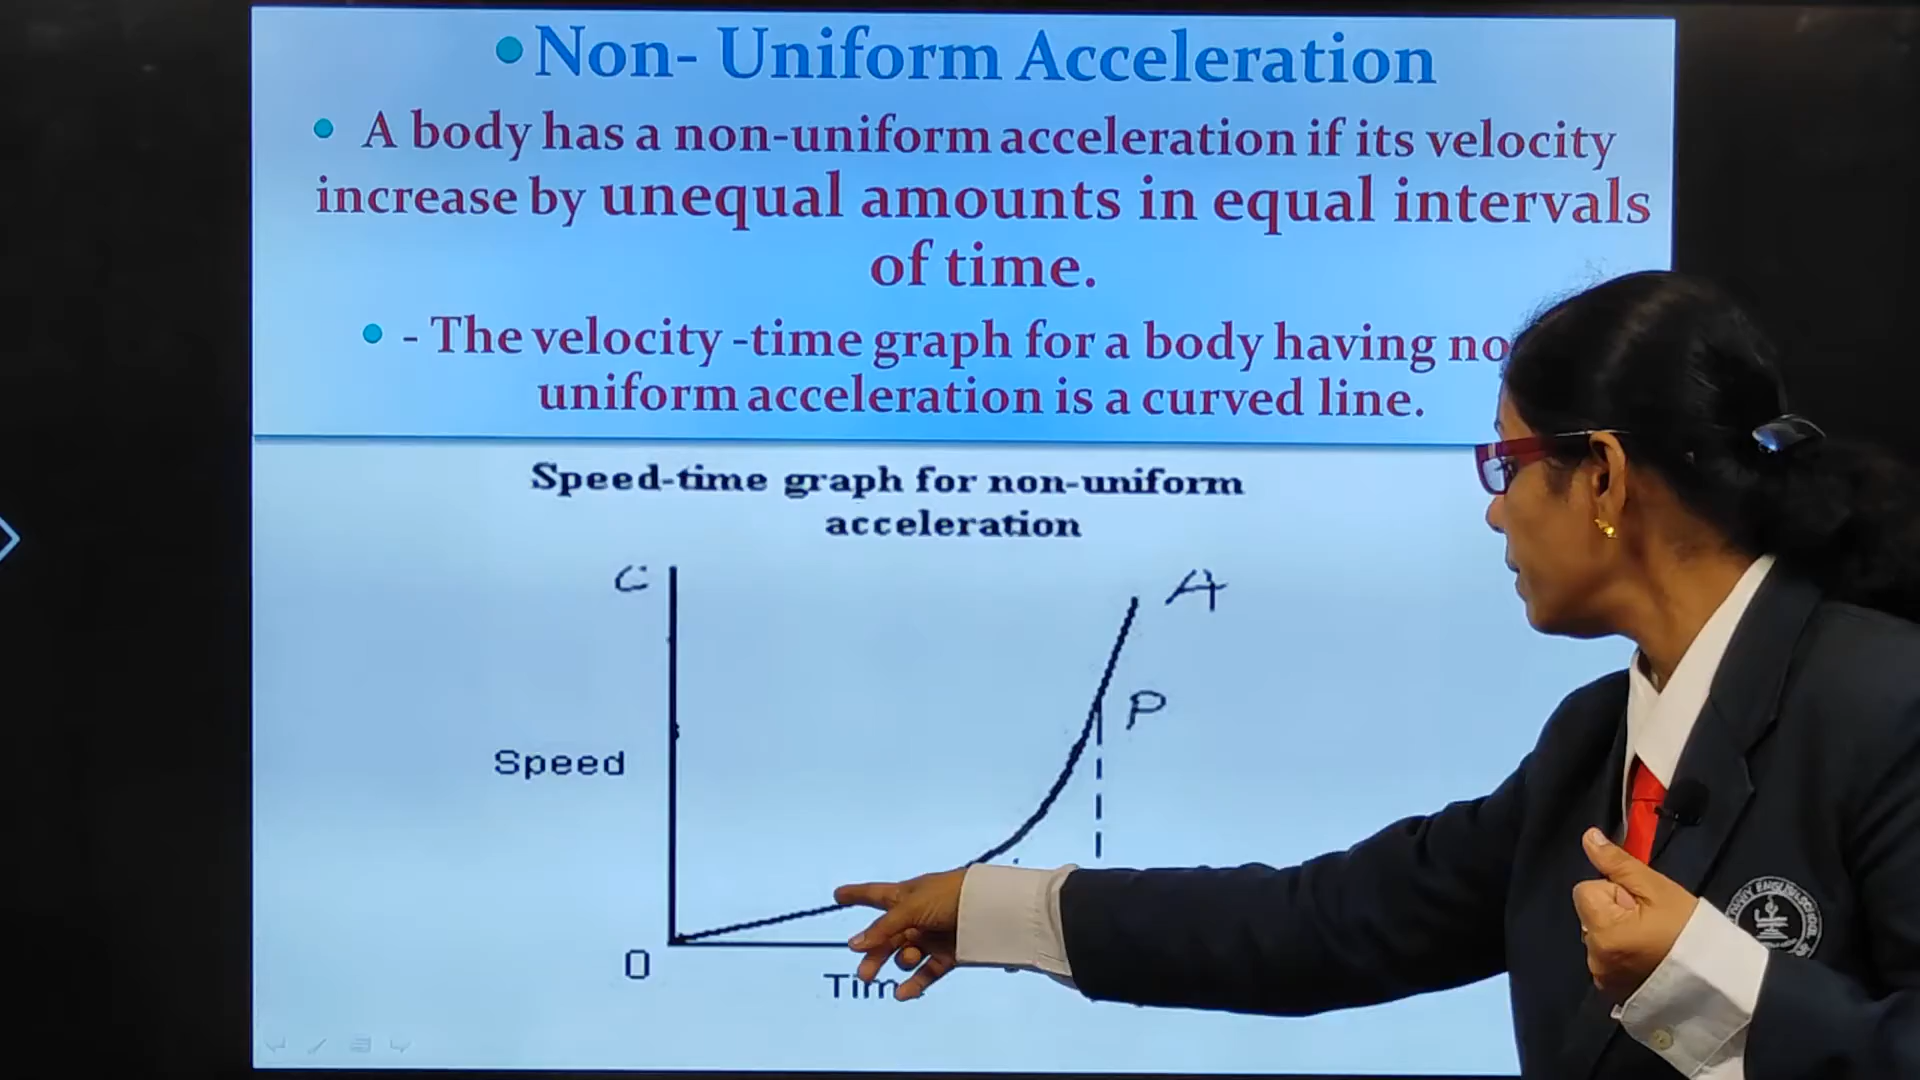 Non- Uniform Acceleration
A body has a non-uniform acceleration if its velocity
increase by unequal amounts in equal intervals
of time.
- The velocity -time graph for a body having
uniform acceleration is a curved line.
Speed-time graph for non-uniform
acceleration
C
A
P
Speed
O